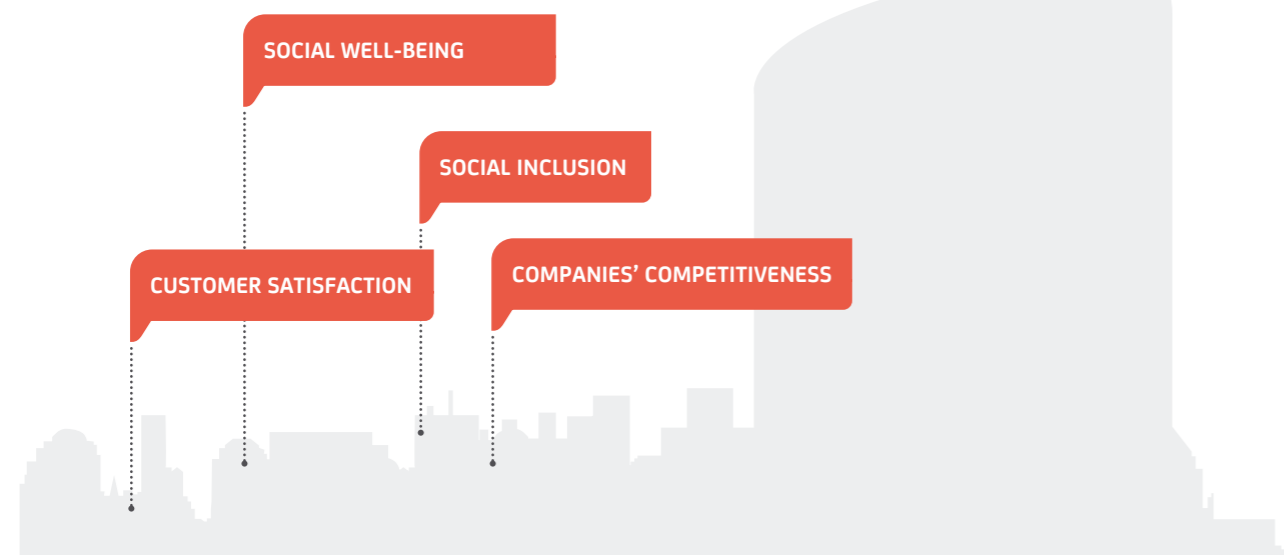 SOCIAL WELL-BEING
SOCIAL INCLUSION
CUSTOMER SATISFACTION
COMPANIES’ COMPETITIVENESS